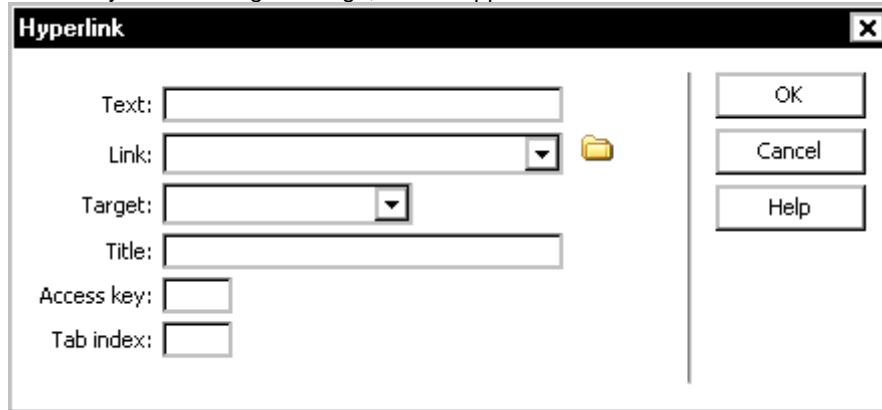 Hyperlink
Text:
OK
Link:
Cancel
Target:
Help
Title:
Access key:
Tab index: